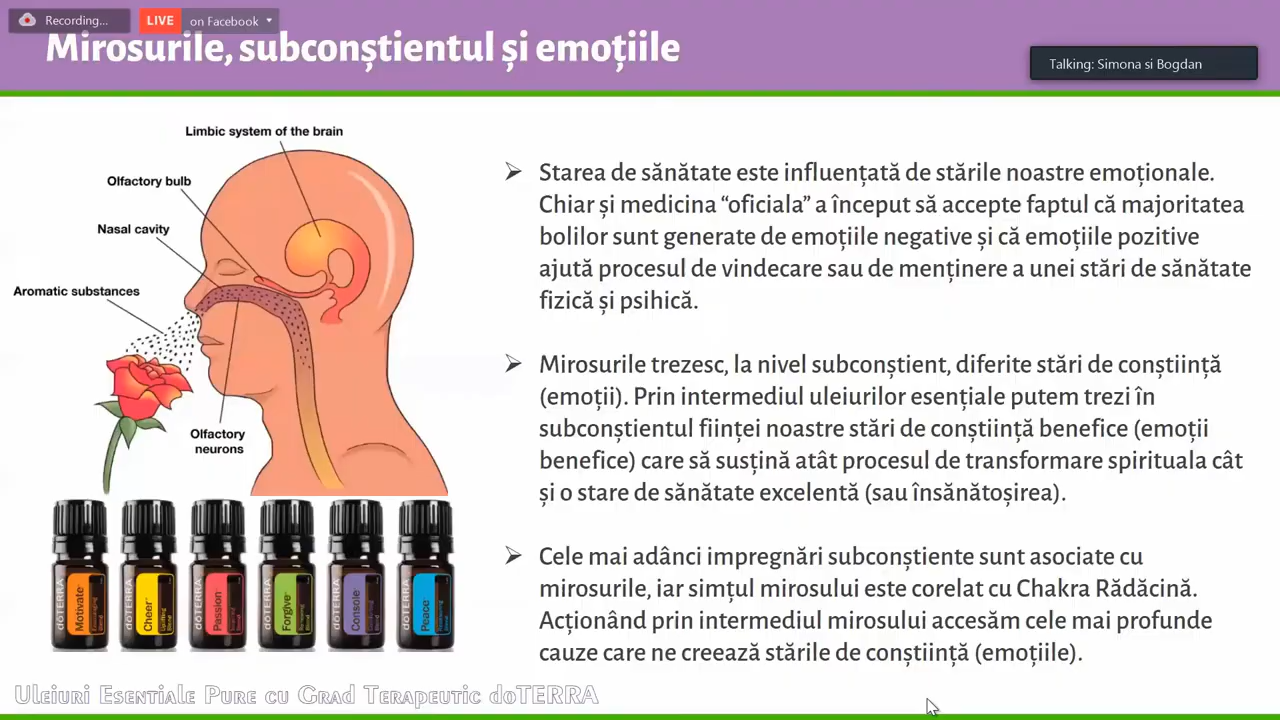 Recording...
LIVE on Facebook
Mirosurile, subconștientul și emoțiile
Talking: Simona si Bogdan
Limbic system of the brain
Olfactory bulb
Nasal cavity
Aromatic substances
Olfactory
neurons
Starea de sănătate este influențată de stările noastre emoționale.
Chiar și medicina “oficiala” a început să accepte faptul că majoritatea
bolilor sunt generate de emoțiile negative și că emoțiile pozitive
ajută procesul de vindecare sau de menținere a unei stări de sănătate
fizică și psihică.
Mirosurile trezesc, la nivel subconștient, diferite stări de conștiință
(emoții). Prin intermediul uleiurilor esențiale putem trezi în
subconștientul ființei noastre stări de conștiință benefice (emoții
benefice) care să susțină atât procesul de transformare spirituala cât
și o stare de sănătate excelentă (sau însănătoșirea).
Cele mai adânci impregnări subconștiente sunt asociate cu
mirosurile, iar simțul mirosului este corelat cu Chakra Rădăcină.
Acționând prin intermediul mirosului accesăm cele mai profunde
cauze care ne creează stările de conștiință (emoțiile).
dōTERRA Motivate
dōTERRA Cheer
dōTERRA Passion
dōTERRA Forgive
dōTERRA Console
dōTERRA Peace
Uleiuri Esentiale Pure cu Grad Terapeutic doTERRA